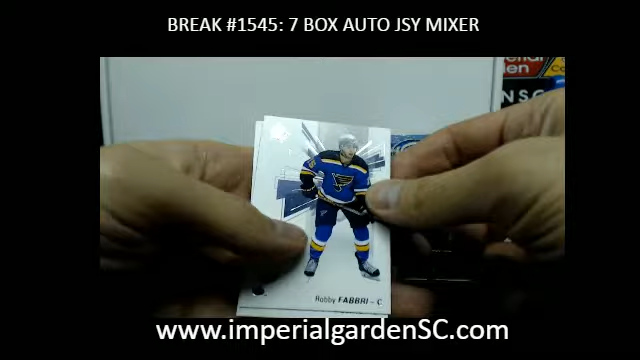 BREAK #1545: 7 BOX AUTO JSY MIXER
Robby FABBRI - C
www.imperialgardenSC.com